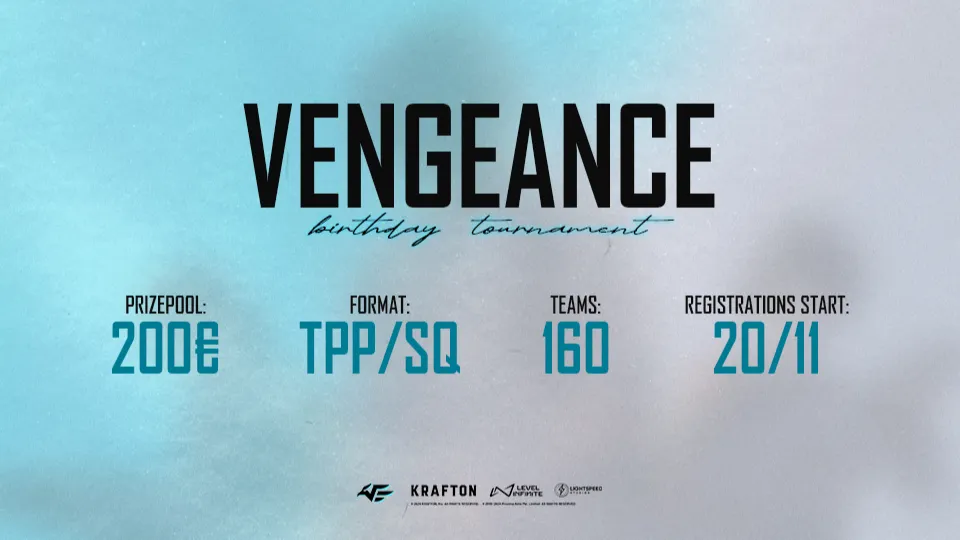 VENGEANCE
birthday tournament
PRIZEPOOL:
200€
FORMAT:
TPP/SQ
TEAMS:
160
REGISTRATIONS START:
20/11
KRAFTON
LEVEL INFINITE
LIGHTSPEED STUDIOS